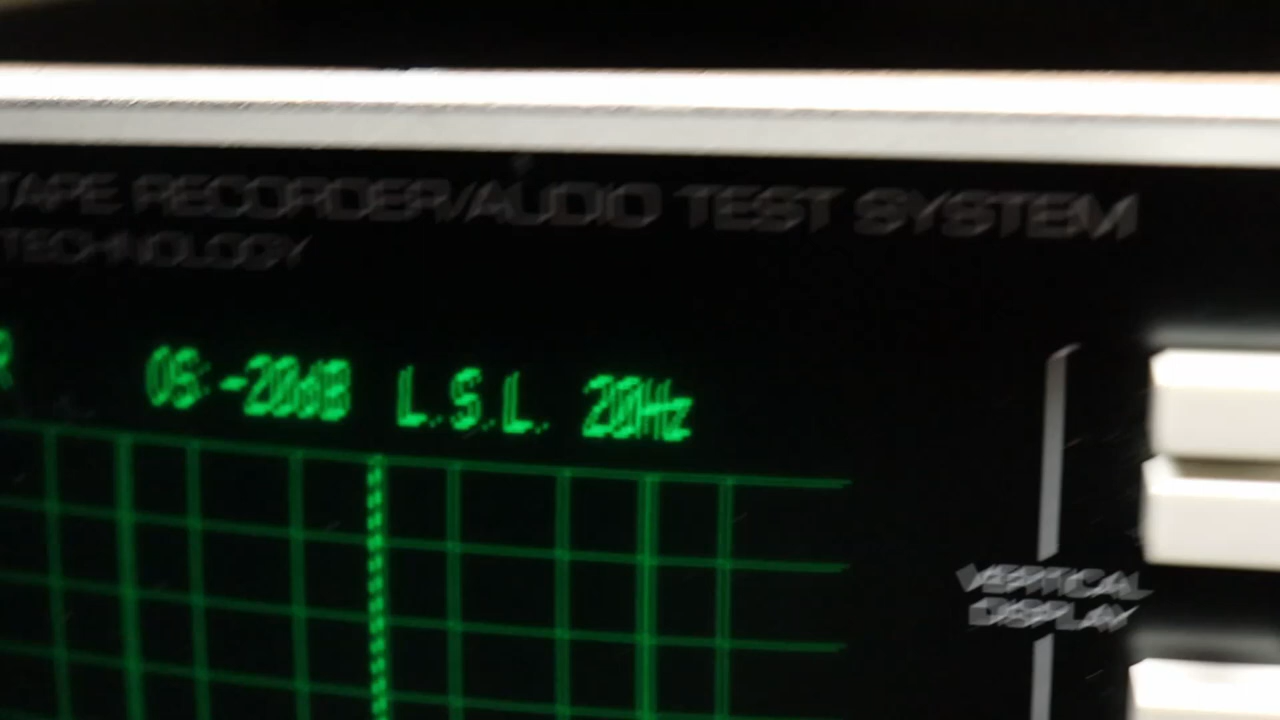 TAPE RECORDER/AUDIO TEST SYSTEM
TECHNOLOGY
R OS:-20dB L.S.L. 20Hz
VERTICAL
DISPLAY